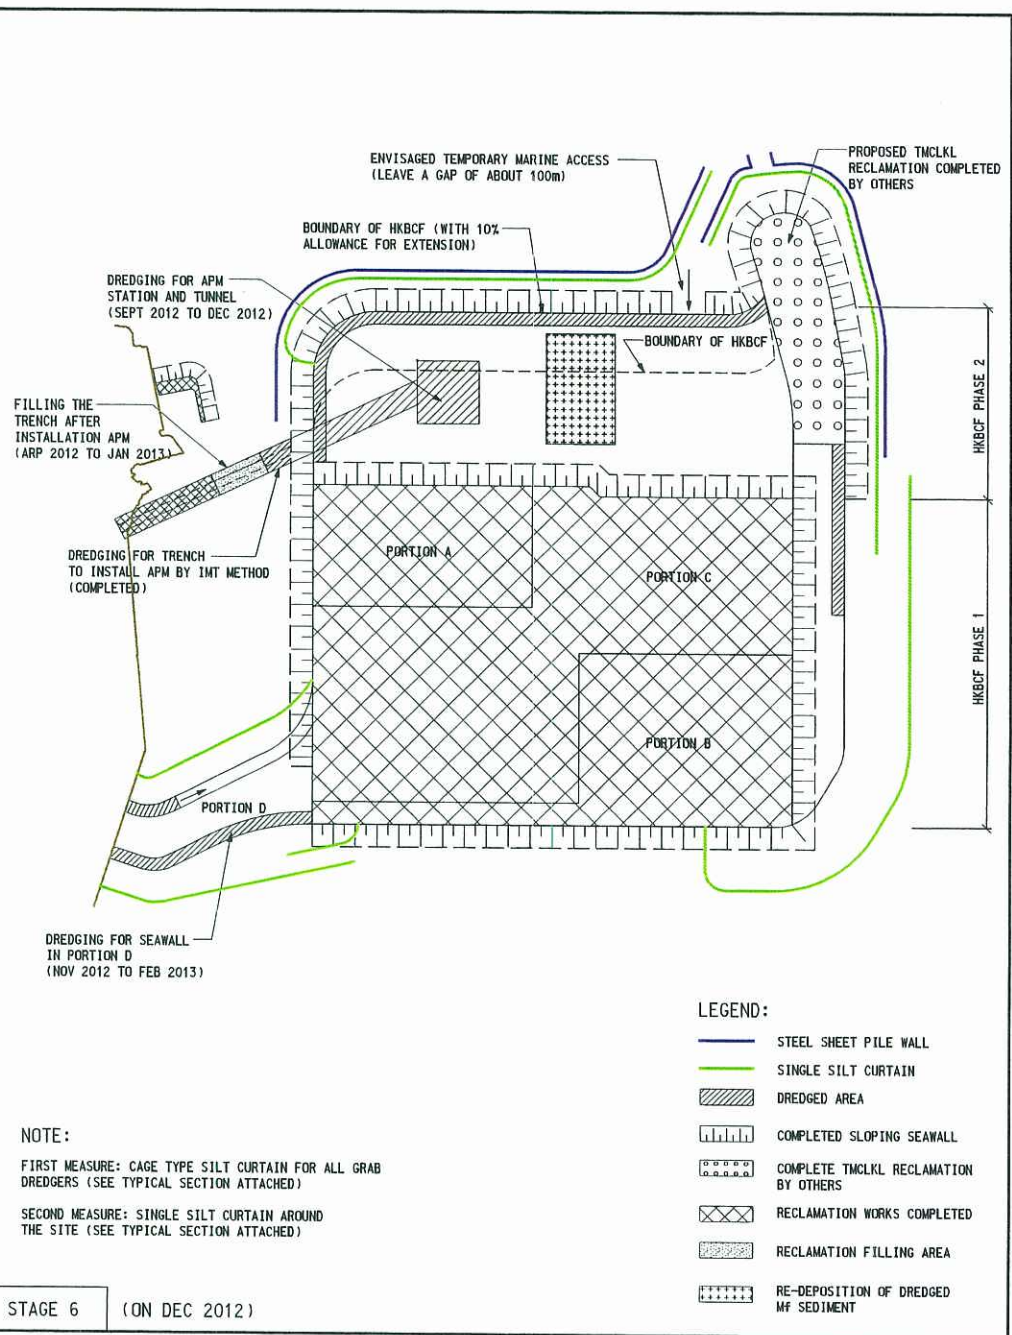 ENVISAGED TEMPORARY MARINE ACCESS
(LEAVE A GAP OF ABOUT 100m)
PROPOSED TMCLKL
RECLAMATION COMPLETED
BY OTHERS
BOUNDARY OF HKBCF (WITH 10%
ALLOWANCE FOR EXTENSION)
DREDGING FOR APM
STATION AND TUNNEL
(SEPT 2012 TO DEC 2012)
BOUNDARY OF HKBCF
HKBCF PHASE 2
FILLING THE
TRENCH AFTER
INSTALLATION APM
(ARP 2012 TO JAN 2013)
DREDGING FOR TRENCH
TO INSTALL APM BY IMT METHOD
(COMPLETED)
PORTION A
PORTION C
HKBCF PHASE 1
PORTION B
PORTION D
DREDGING FOR SEAWALL
IN PORTION D
(NOV 2012 TO FEB 2013)
LEGEND:
STEEL SHEET PILE WALL
SINGLE SILT CURTAIN
DREDGED AREA
COMPLETED SLOPING SEAWALL
COMPLETE TMCLKL RECLAMATION
BY OTHERS
RECLAMATION WORKS COMPLETED
RECLAMATION FILLING AREA
RE-DEPOSITION OF DREDGED
Mf SEDIMENT
NOTE:
FIRST MEASURE: CAGE TYPE SILT CURTAIN FOR ALL GRAB
DREDGERS (SEE TYPICAL SECTION ATTACHED)
SECOND MEASURE: SINGLE SILT CURTAIN AROUND
THE SITE (SEE TYPICAL SECTION ATTACHED)
STAGE 6 (ON DEC 2012)